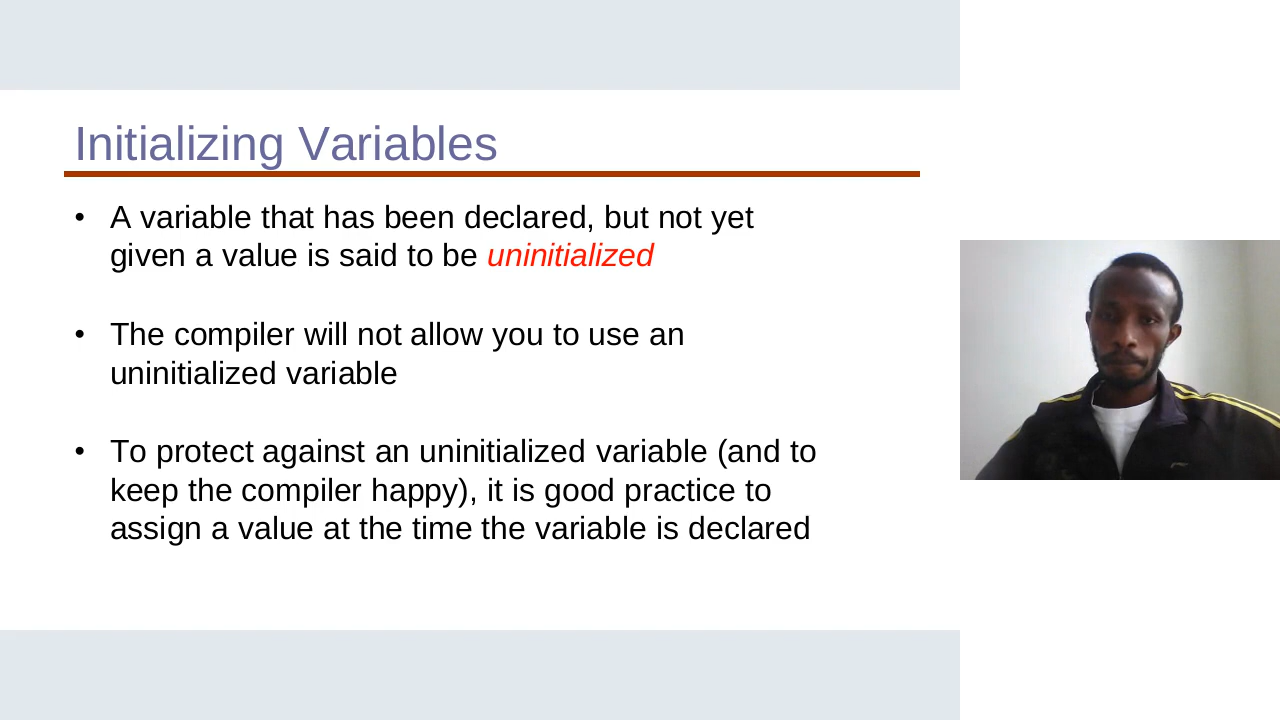 Initializing Variables
• A variable that has been declared, but not yet
given a value is said to be uninitialized
• The compiler will not allow you to use an
uninitialized variable
• To protect against an uninitialized variable (and to
keep the compiler happy), it is good practice to
assign a value at the time the variable is declared